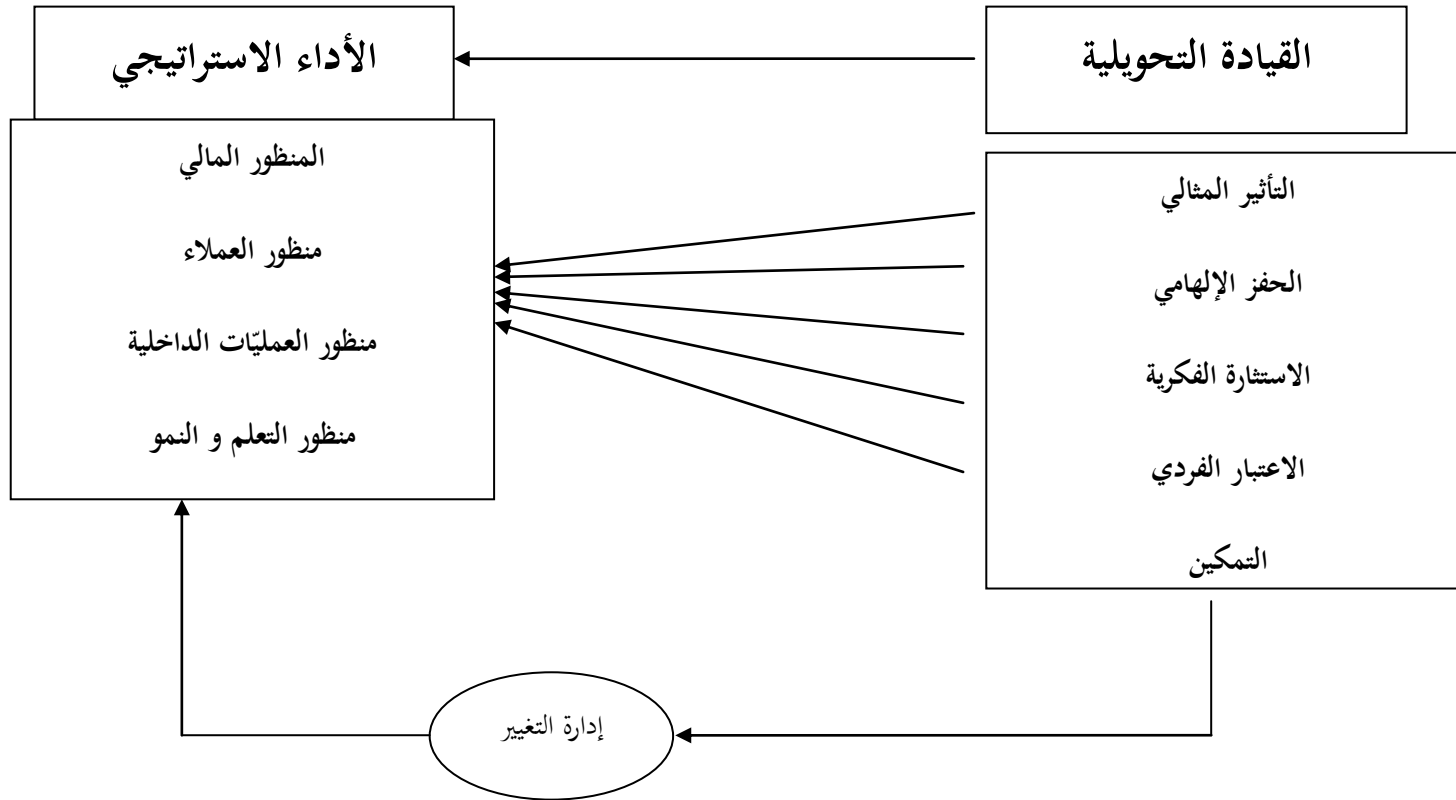 القيادة التحويلية
التأثير المثالي
الحفز الإلهامي
الاستثارة الفكرية
الاعتبار الفردي
التمكين
الأداء الاستراتيجي
المنظور المالي
منظور العملاء
منظور العمليّات الداخلية
منظور التعلم و النمو
إدارة التغيير